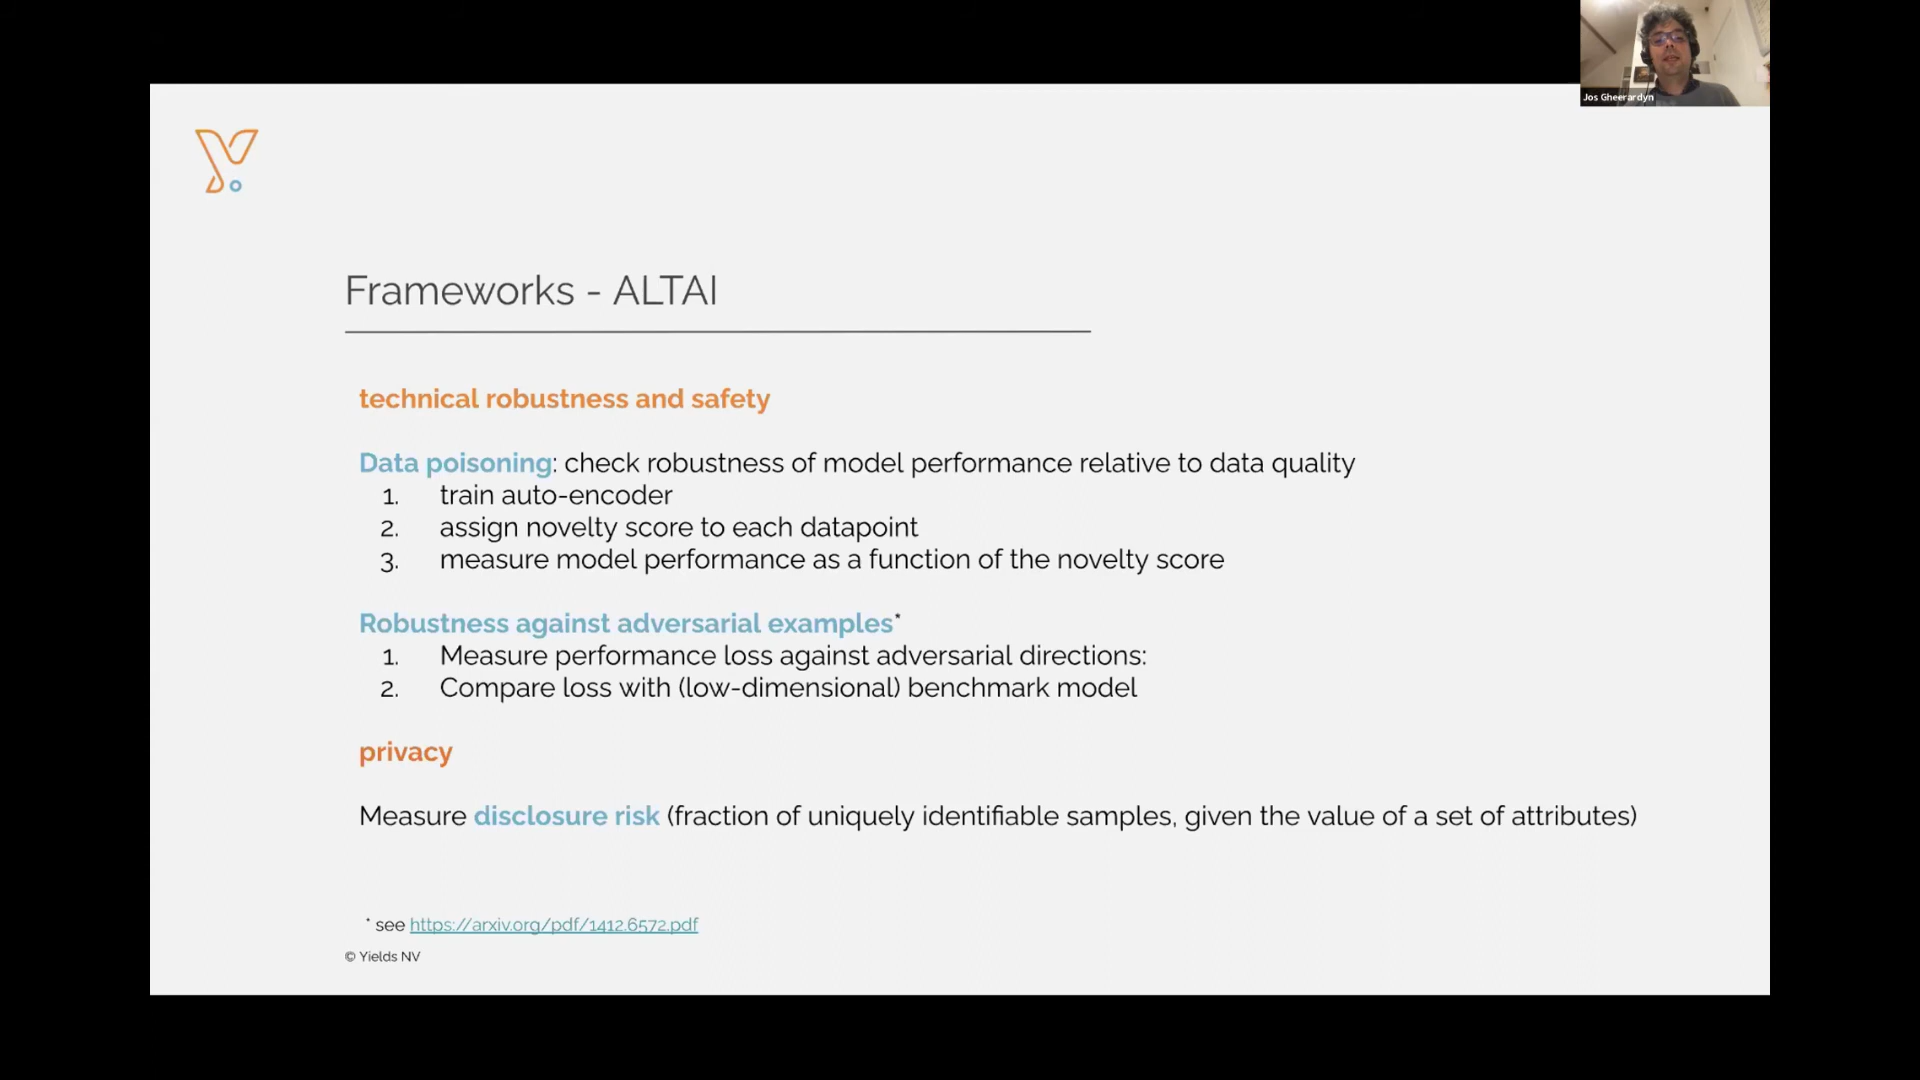 Jos Gheerardyn
Frameworks - ALTAI
technical robustness and safety
Data poisoning: check robustness of model performance relative to data quality
1. train auto-encoder
2. assign novelty score to each datapoint
3. measure model performance as a function of the novelty score
Robustness against adversarial examples*
1. Measure performance loss against adversarial directions:
2. Compare loss with (low-dimensional) benchmark model
privacy
Measure disclosure risk (fraction of uniquely identifiable samples, given the value of a set of attributes)
* see https://arxiv.org/pdf/1412.6572.pdf
© Yields NV